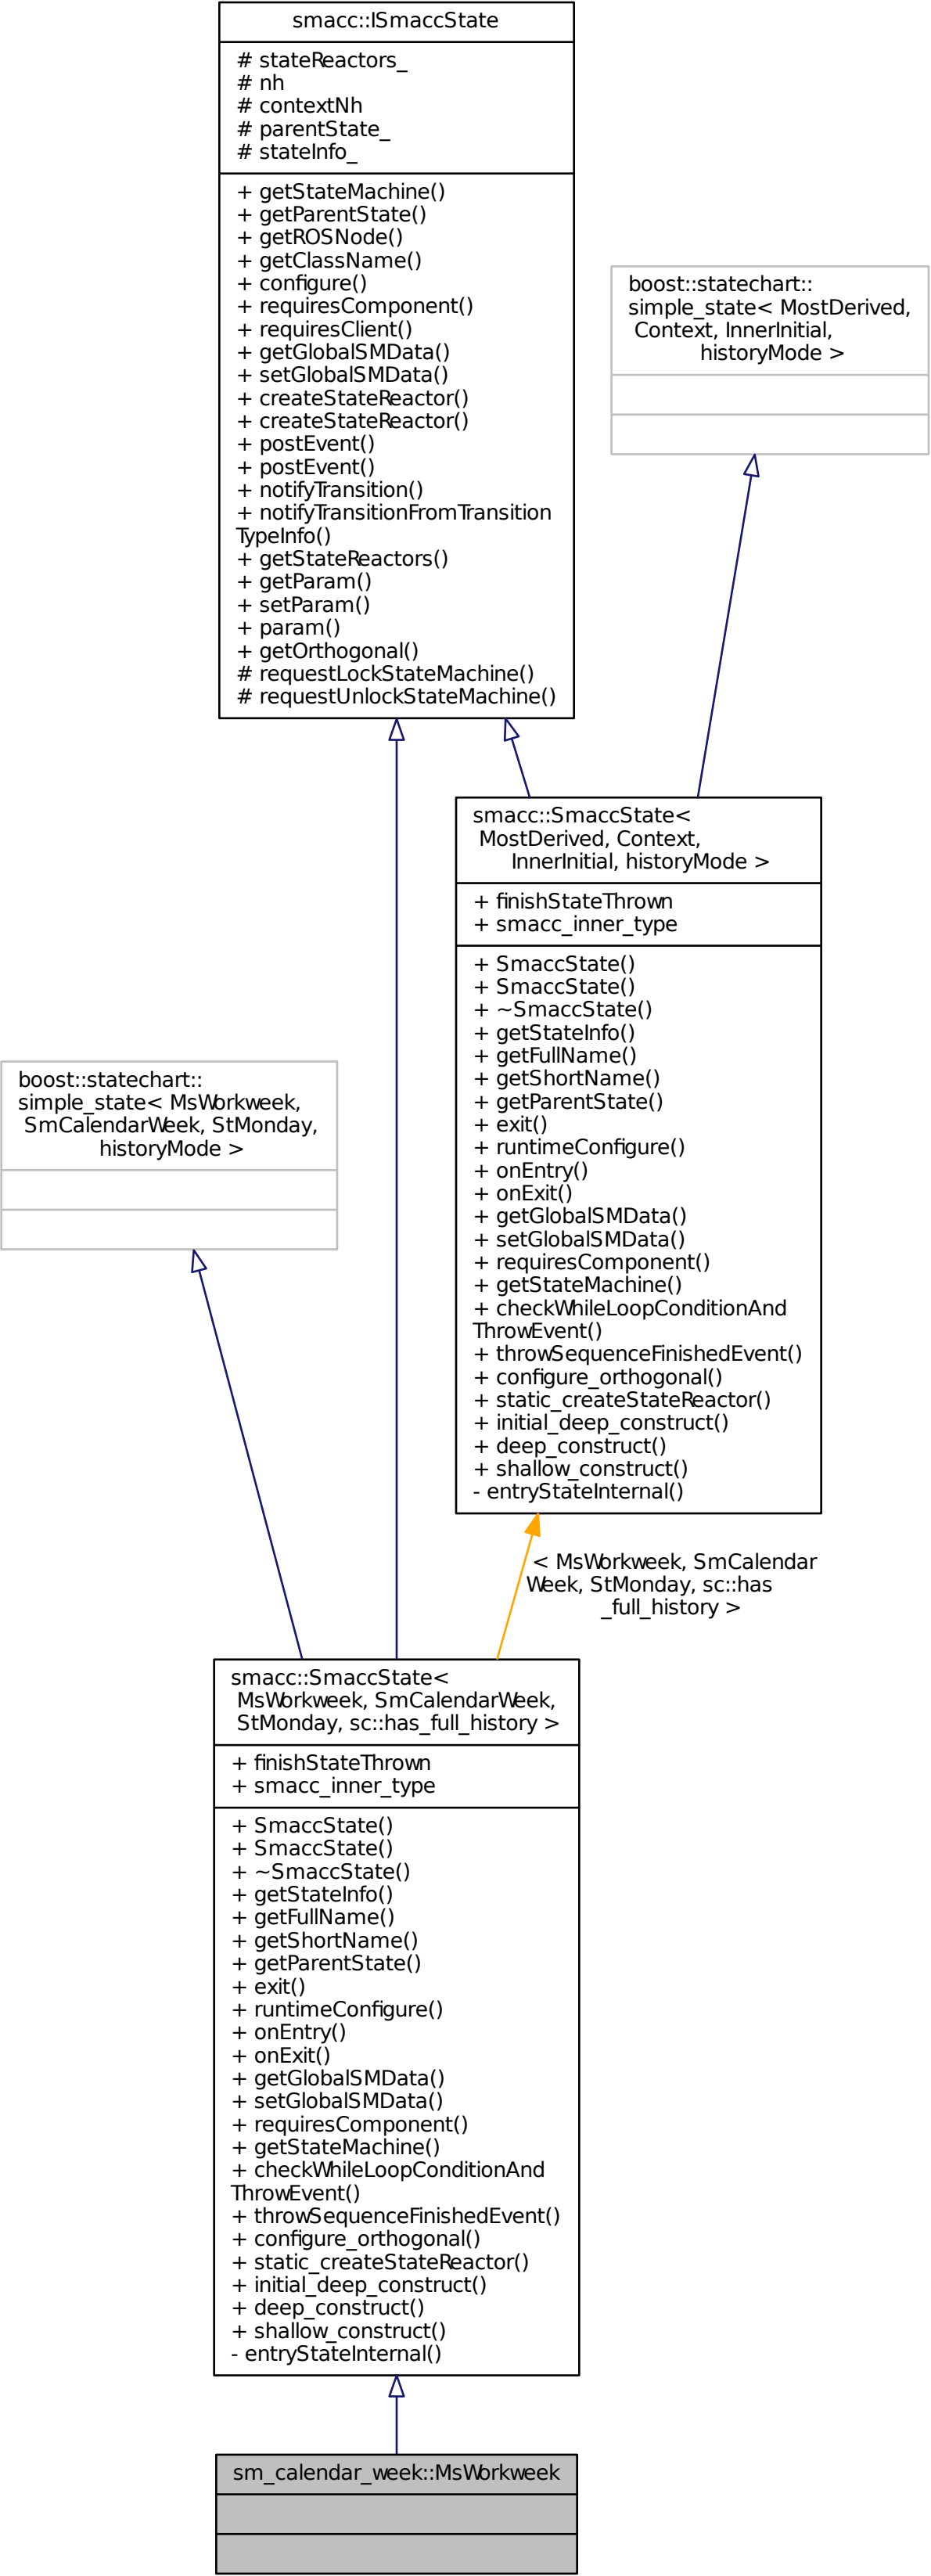 smacc::ISmaccState
# stateReactors_
# nh
# contextNh
# parentState_
# stateInfo_
+ getStateMachine()
+ getParentState()
+ getROSNode()
+ getClassName()
+ configure()
+ requiresComponent()
+ requiresClient()
+ getGlobalSMData()
+ setGlobalSMData()
+ createStateReactor()
+ createStateReactor()
+ postEvent()
+ postEvent()
+ notifyTransition()
+ notifyTransitionFromTransition
TypeInfo()
+ getStateReactors()
+ getParam()
+ setParam()
+ param()
+ getOrthogonal()
# requestLockStateMachine()
# requestUnlockStateMachine()
boost::statechart::
simple_state< MostDerived,
Context, InnerInitial,
historyMode >
smacc::SmaccState<
MostDerived, Context,
InnerInitial, historyMode >
+ finishStateThrown
+ smacc_inner_type
+ SmaccState()
+ SmaccState()
+ ~SmaccState()
+ getStateInfo()
+ getFullName()
+ getShortName()
+ getParentState()
+ exit()
+ runtimeConfigure()
+ onEntry()
+ onExit()
+ getGlobalSMData()
+ setGlobalSMData()
+ requiresComponent()
+ getStateMachine()
+ checkWhileLoopConditionAnd
ThrowEvent()
+ throwSequenceFinishedEvent()
+ configure_orthogonal()
+ static_createStateReactor()
+ initial_deep_construct()
+ deep_construct()
+ shallow_construct()
- entryStateInternal()
boost::statechart::
simple_state< MsWorkweek,
SmCalendarWeek, StMonday,
historyMode >
< MsWorkweek, SmCalendar
Week, StMonday, sc::has
_full_history >
smacc::SmaccState<
MsWorkweek, SmCalendarWeek,
StMonday, sc::has_full_history >
+ finishStateThrown
+ smacc_inner_type
+ SmaccState()
+ SmaccState()
+ ~SmaccState()
+ getStateInfo()
+ getFullName()
+ getShortName()
+ getParentState()
+ exit()
+ runtimeConfigure()
+ onEntry()
+ onExit()
+ getGlobalSMData()
+ setGlobalSMData()
+ requiresComponent()
+ getStateMachine()
+ checkWhileLoopConditionAnd
ThrowEvent()
+ throwSequenceFinishedEvent()
+ configure_orthogonal()
+ static_createStateReactor()
+ initial_deep_construct()
+ deep_construct()
+ shallow_construct()
- entryStateInternal()
sm_calendar_week::MsWorkweek